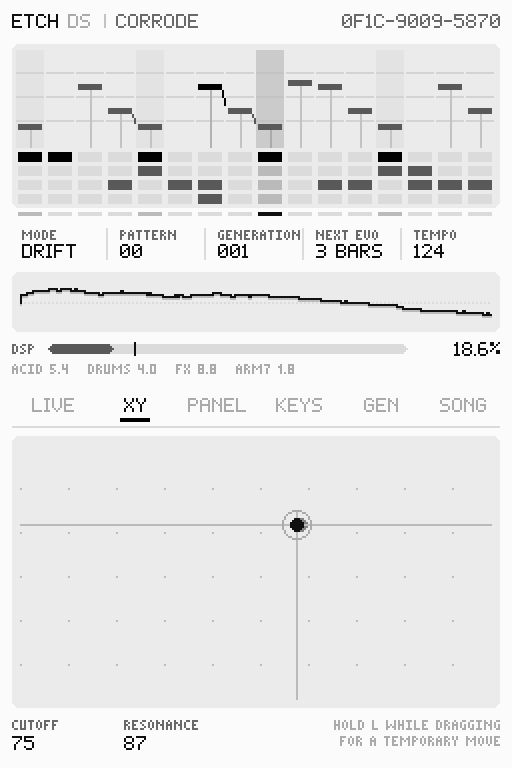 ETCH DS | CORRODE 0F1C-9009-5870
MODE PATTERN GENERATION NEXT EVO TEMPO
DRIFT 00 001 3 BARS 124
DSP 18.6%
ACID 5.4 DRUMS 4.0 FX 8.8 ARM7 1.8
LIVE XY PANEL KEYS GEN SONG
CUTOFF RESONANCE HOLD L WHILE DRAGGING
75 87 FOR A TEMPORARY MOVE